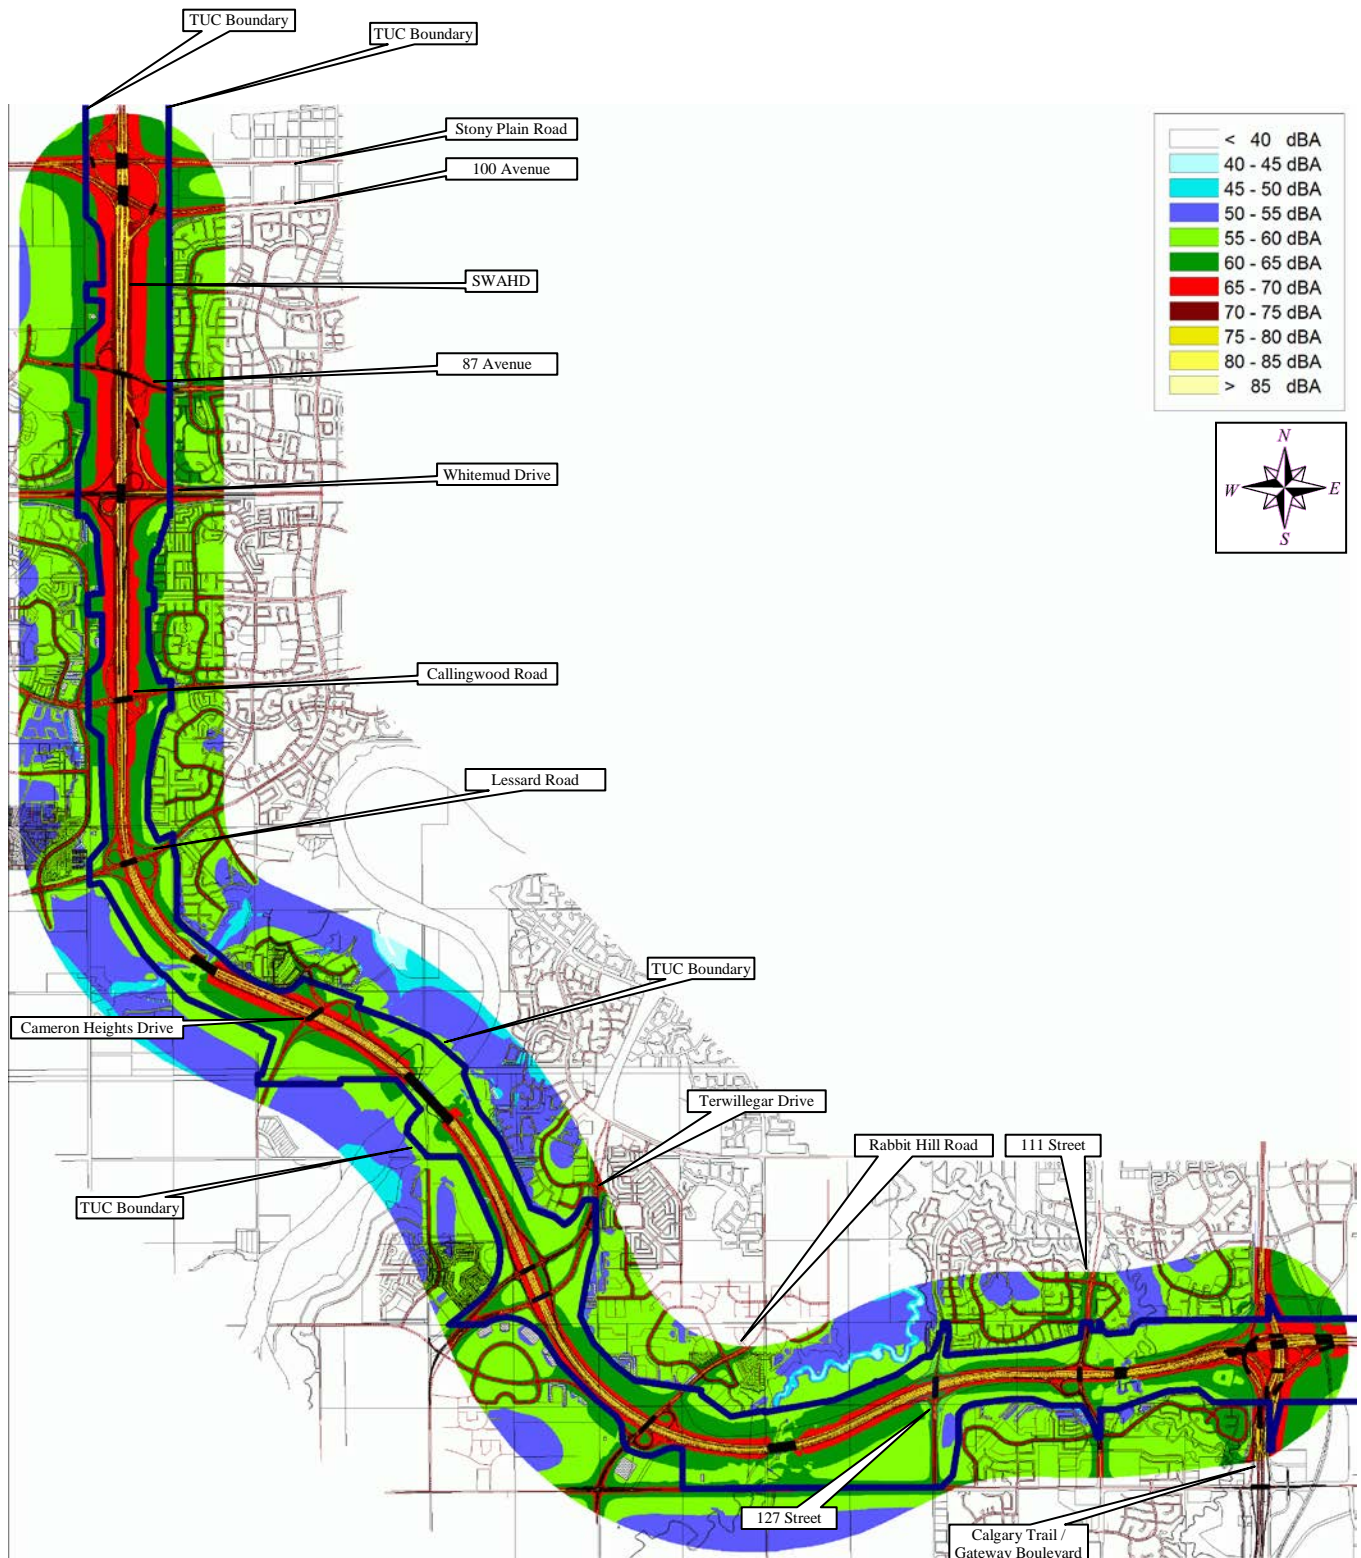 TUC Boundary
TUC Boundary
Stony Plain Road
100 Avenue
SWAHD
87 Avenue
Whitemud Drive
Callingwood Road
Lessard Road
TUC Boundary
Cameron Heights Drive
Terwillegar Drive
Rabbit Hill Road
111 Street
TUC Boundary
127 Street
Calgary Trail /
Gateway Boulevard
< 40 dBA
40 - 45 dBA
45 - 50 dBA
50 - 55 dBA
55 - 60 dBA
60 - 65 dBA
65 - 70 dBA
70 - 75 dBA
75 - 80 dBA
80 - 85 dBA
> 85 dBA
N
W
E
S